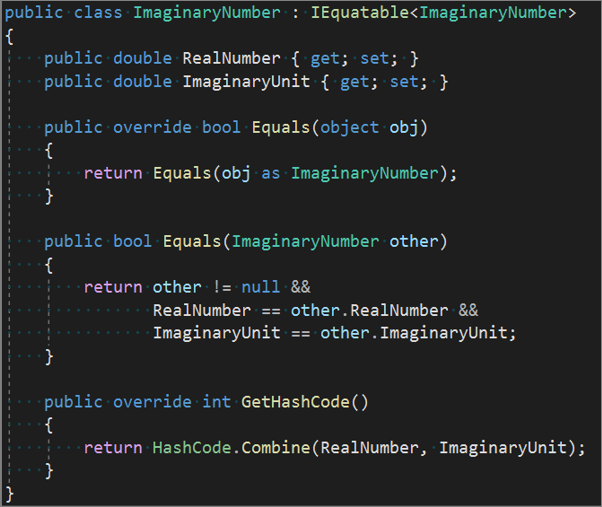 public class ImaginaryNumber : IEquatable<ImaginaryNumber>
{
    public double RealNumber { get; set; }
    public double ImaginaryUnit { get; set; }

    public override bool Equals(object obj)
    {
        return Equals(obj as ImaginaryNumber);
    }

    public bool Equals(ImaginaryNumber other)
    {
        return other != null &&
               RealNumber == other.RealNumber &&
               ImaginaryUnit == other.ImaginaryUnit;
    }

    public override int GetHashCode()
    {
        return HashCode.Combine(RealNumber, ImaginaryUnit);
    }
}